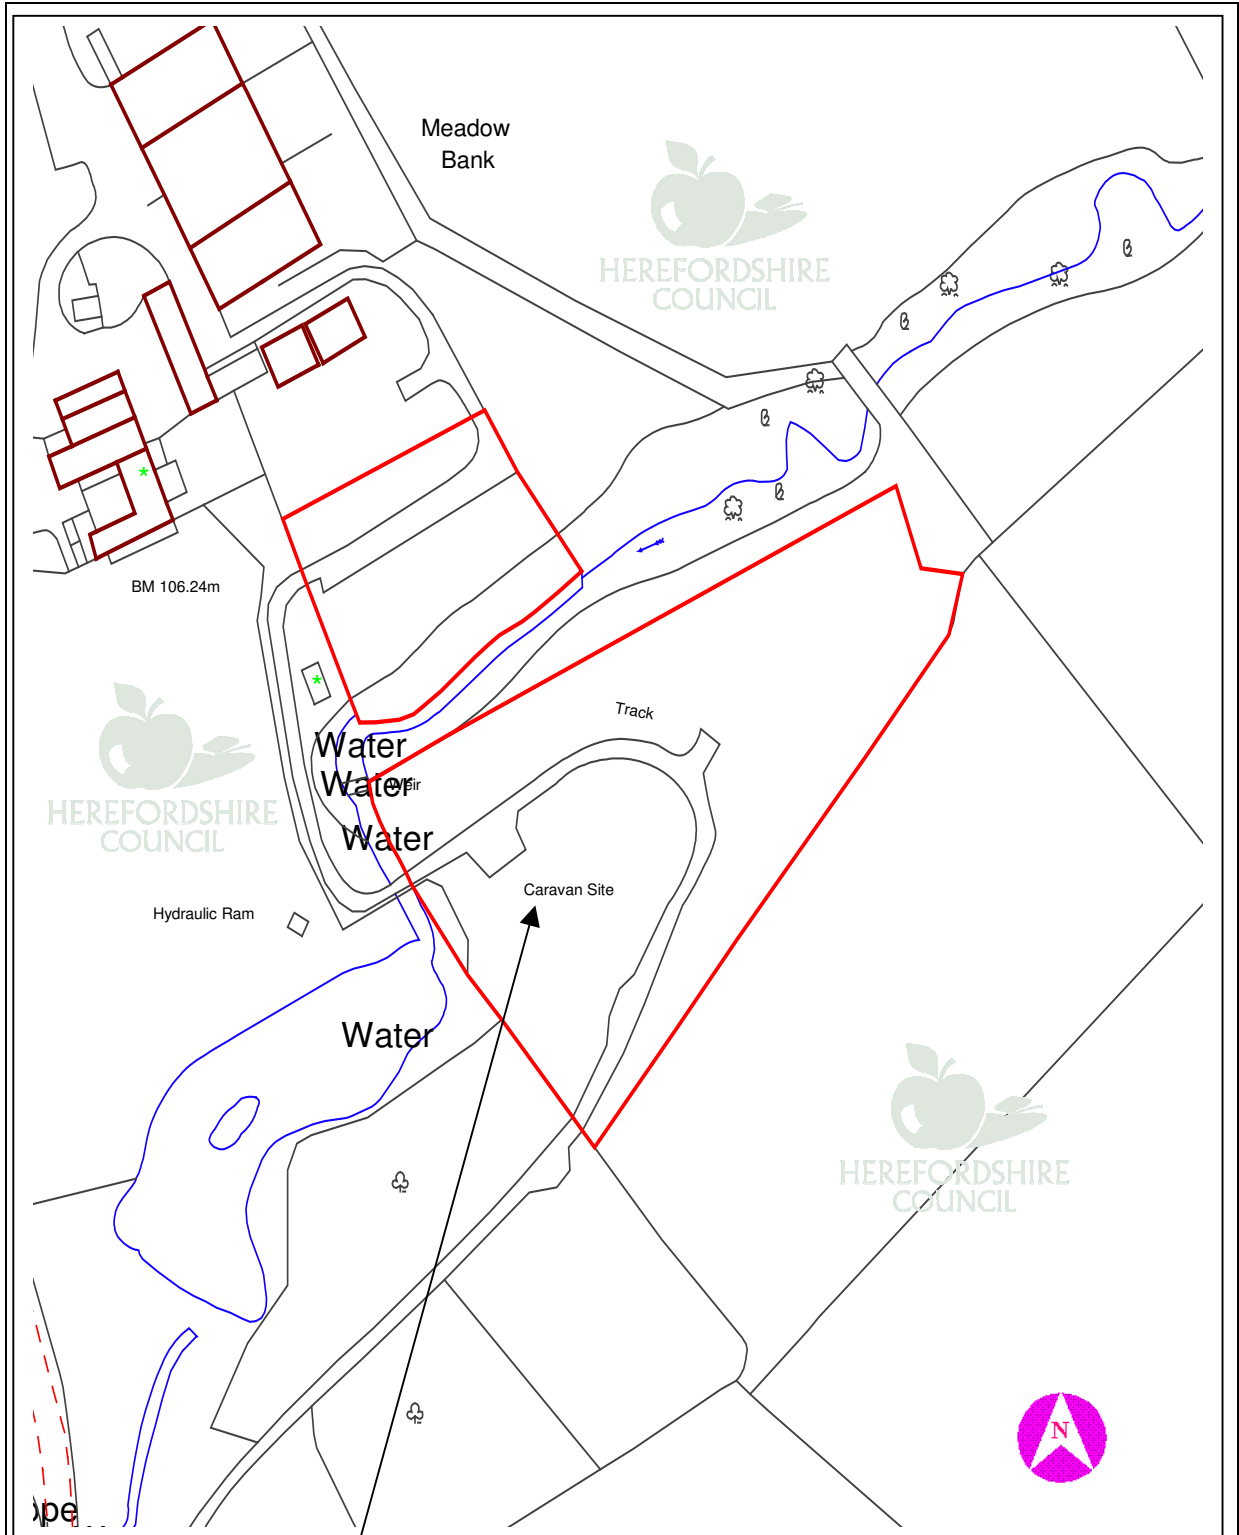 Meadow
Bank
HEREFORDSHIRE
COUNCIL
BM 106.24m
Track
Water
Water
Weir
Water
HEREFORDSHIRE
COUNCIL
Caravan Site
Hydraulic Ram
Water
HEREFORDSHIRE
COUNCIL
N